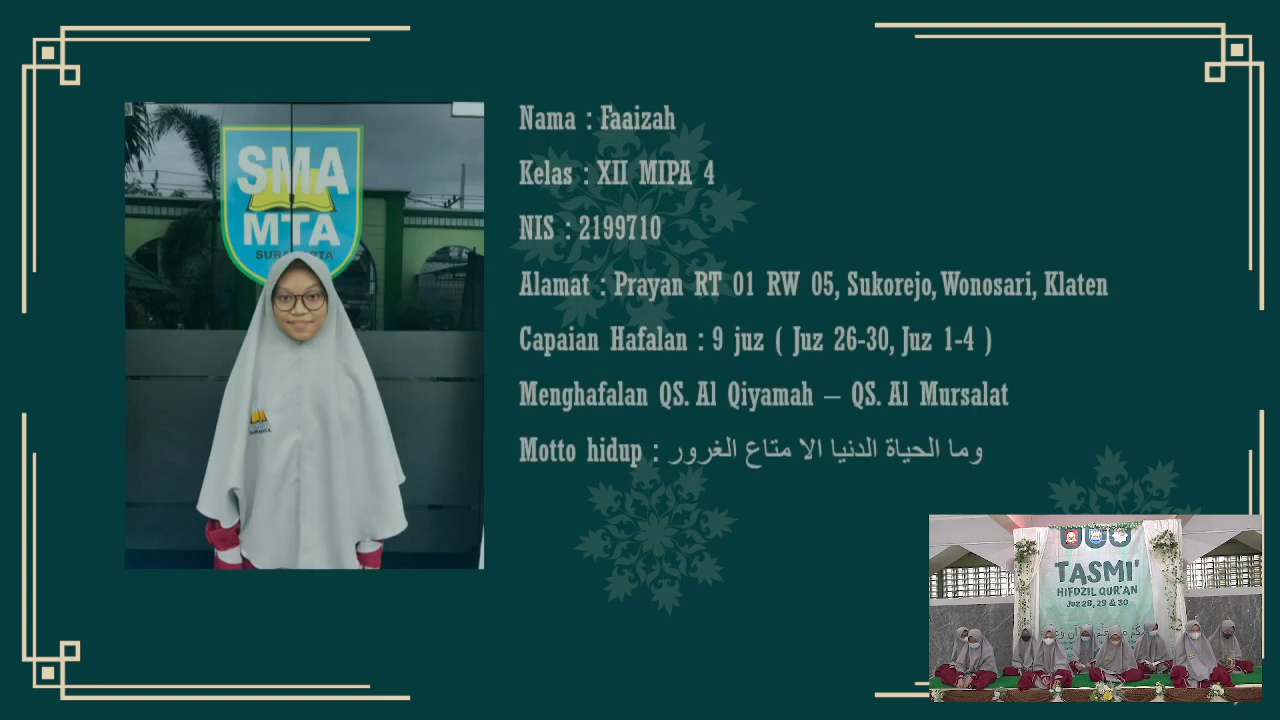 SMA
MTA
SURAKARTA
Nama : Faaizah
Kelas : XII MIPA 4
NIS : 2199710
Alamat : Prayan RT 01 RW 05, Sukorejo, Wonosari, Klaten
Capaian Hafalan : 9 juz ( Juz 26-30, Juz 1-4 )
Menghafalan QS. Al Qiyamah – QS. Al Mursalat
Motto hidup : وما الحياة الدنيا الا متاع الغرور
TASMI'
HIFDZIL QUR'AN
Juz 28, 29 & 30